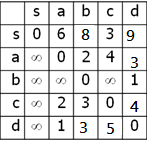 s a b c d
s 0 6 8 3 9
a ∞ 0 2 4 3
b ∞ ∞ 0 ∞ 1
c ∞ 2 3 0 4
d ∞ 1 3 5 0